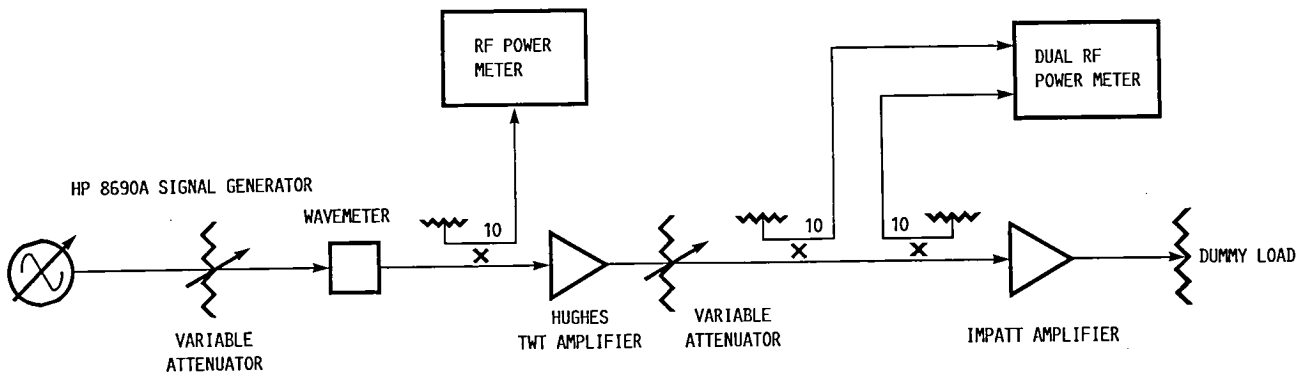 RF POWER
METER
DUAL RF
POWER METER
HP 8690A SIGNAL GENERATOR
WAVEMETER
10
10
10
DUMMY LOAD
VARIABLE
ATTENUATOR
HUGHES
TWT AMPLIFIER
VARIABLE
ATTENUATOR
IMPATT AMPLIFIER